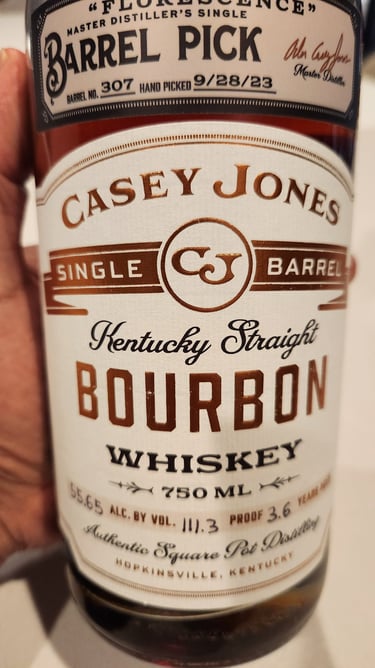 “FLORESCENCE”
MASTER DISTILLER'S SINGLE
BARREL PICK
BARREL NO. 307 HAND PICKED 9/28/23
Master Distiller
CASEY JONES
SINGLE CJ BARREL
Kentucky Straight
BOURBON
WHISKEY
750 ML
55.65 ALC. BY VOL. 111.3 PROOF 3.6 YEARS
Authentic Square Pot Distilling
HOPKINSVILLE, KENTUCKY